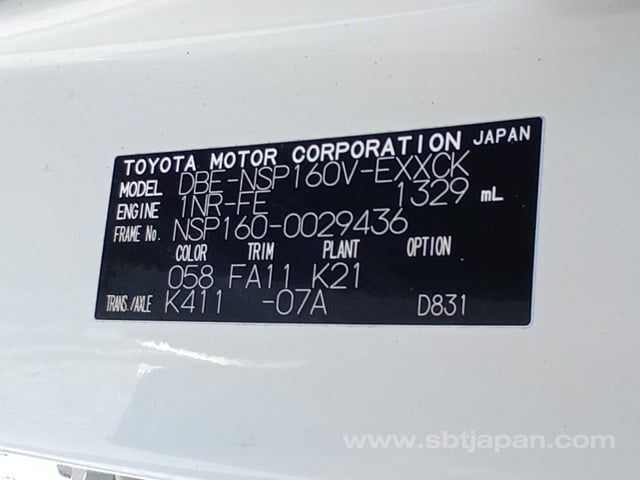 TOYOTA MOTOR CORPORATION JAPAN
MODEL DBE-NSP160V-EXXCK
ENGINE 1NR-FE 1329 mL
FRAME No. NSP160-0029436
COLOR TRIM PLANT OPTION
058 FA11 K21
TRANS./AXLE K411 -07A D831
www.sbtjapan.com